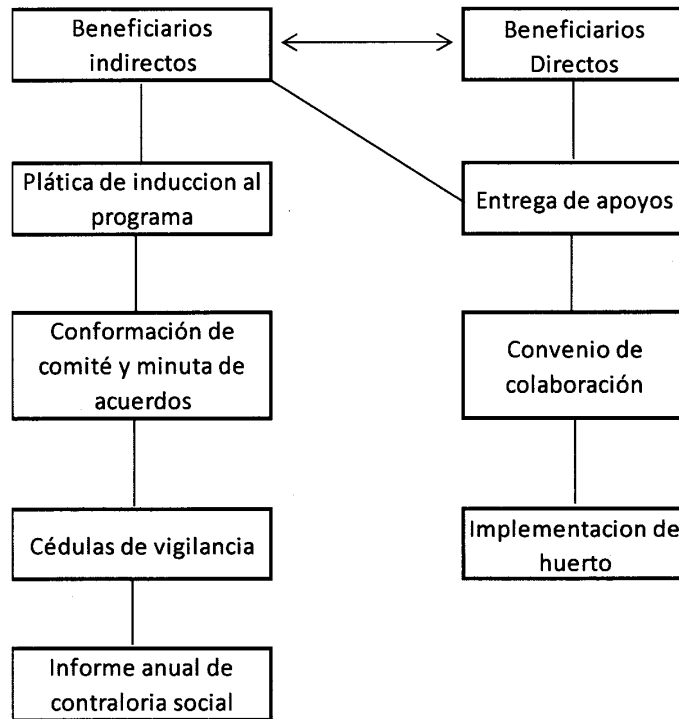 Beneficiarios
indirectos
Beneficiarios
Directos
Plática de induccion al
programa
Entrega de apoyos
Conformación de
comité y minuta de
acuerdos
Convenio de
colaboración
Cédulas de vigilancia
Implementacion de
huerto
Informe anual de
contraloria social